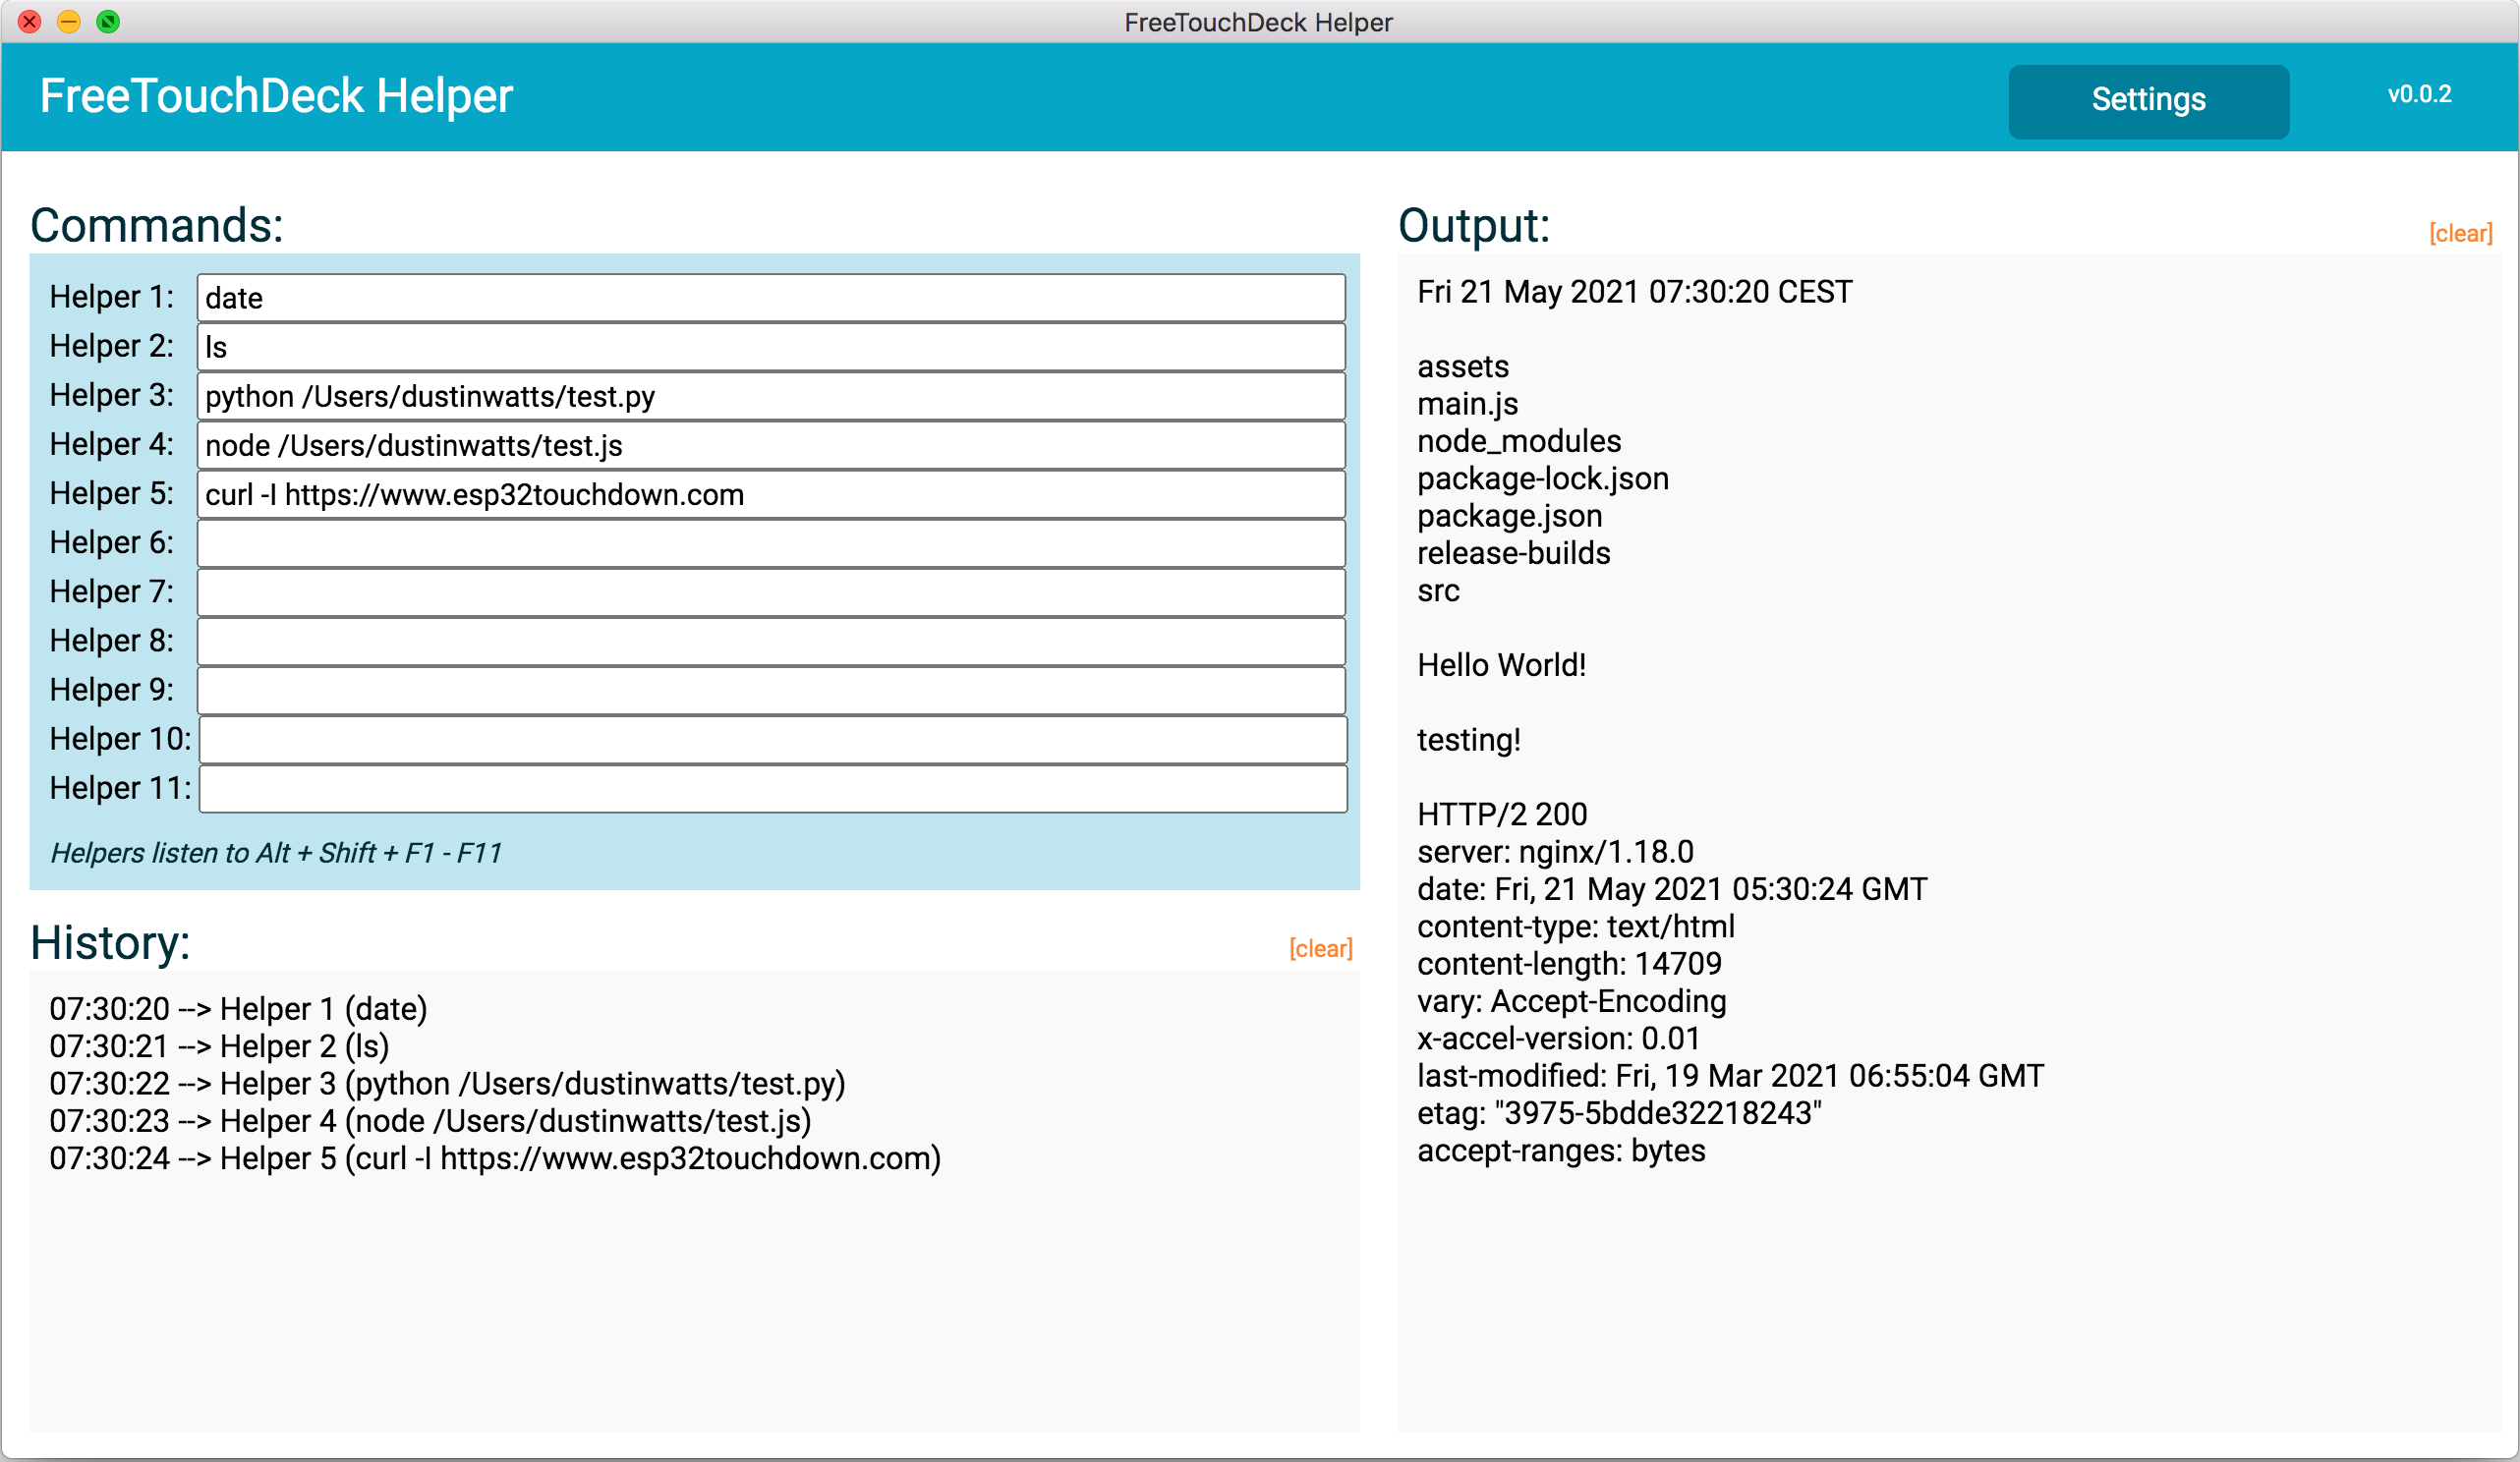 FreeTouchDeck Helper
FreeTouchDeck Helper
Settings
v0.0.2
Commands:
Helper 1: date
Helper 2: ls
Helper 3: python /Users/dustinwatts/test.py
Helper 4: node /Users/dustinwatts/test.js
Helper 5: curl -I https://www.esp32touchdown.com
Helper 6:
Helper 7:
Helper 8:
Helper 9:
Helper 10:
Helper 11:
Helpers listen to Alt + Shift + F1 - F11
History:
[clear]
07:30:20 --> Helper 1 (date)
07:30:21 --> Helper 2 (ls)
07:30:22 --> Helper 3 (python /Users/dustinwatts/test.py)
07:30:23 --> Helper 4 (node /Users/dustinwatts/test.js)
07:30:24 --> Helper 5 (curl -I https://www.esp32touchdown.com)
Output:
[clear]
Fri 21 May 2021 07:30:20 CEST
assets
main.js
node_modules
package-lock.json
package.json
release-builds
src
Hello World!
testing!
HTTP/2 200
server: nginx/1.18.0
date: Fri, 21 May 2021 05:30:24 GMT
content-type: text/html
content-length: 14709
vary: Accept-Encoding
x-accel-version: 0.01
last-modified: Fri, 19 Mar 2021 06:55:04 GMT
etag: "3975-5bdde32218243"
accept-ranges: bytes